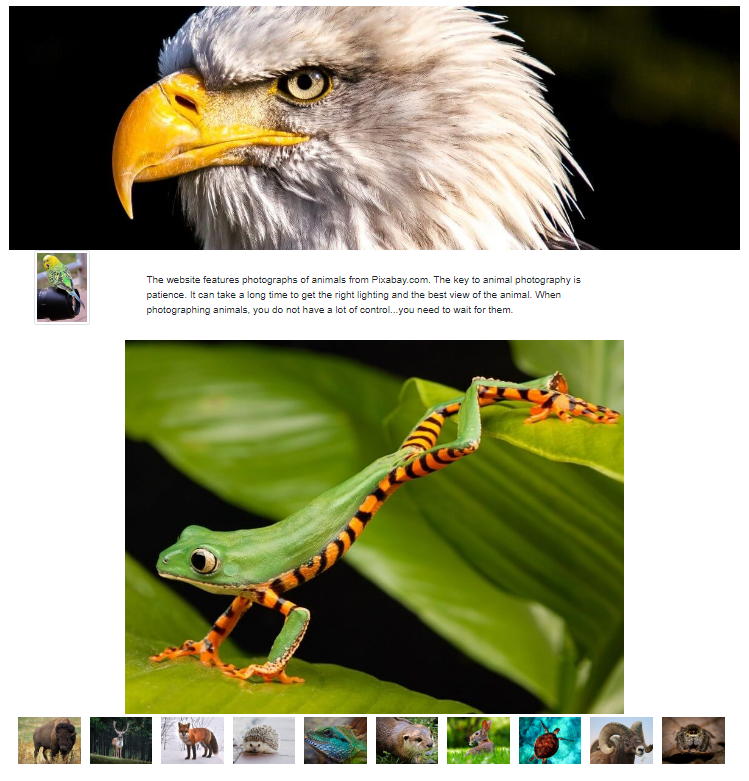 The website features photographs of animals from Pixabay.com. The key to animal photography is
patience. It can take a long time to get the right lighting and the best view of the animal. When
photographing animals, you do not have a lot of control...you need to wait for them.